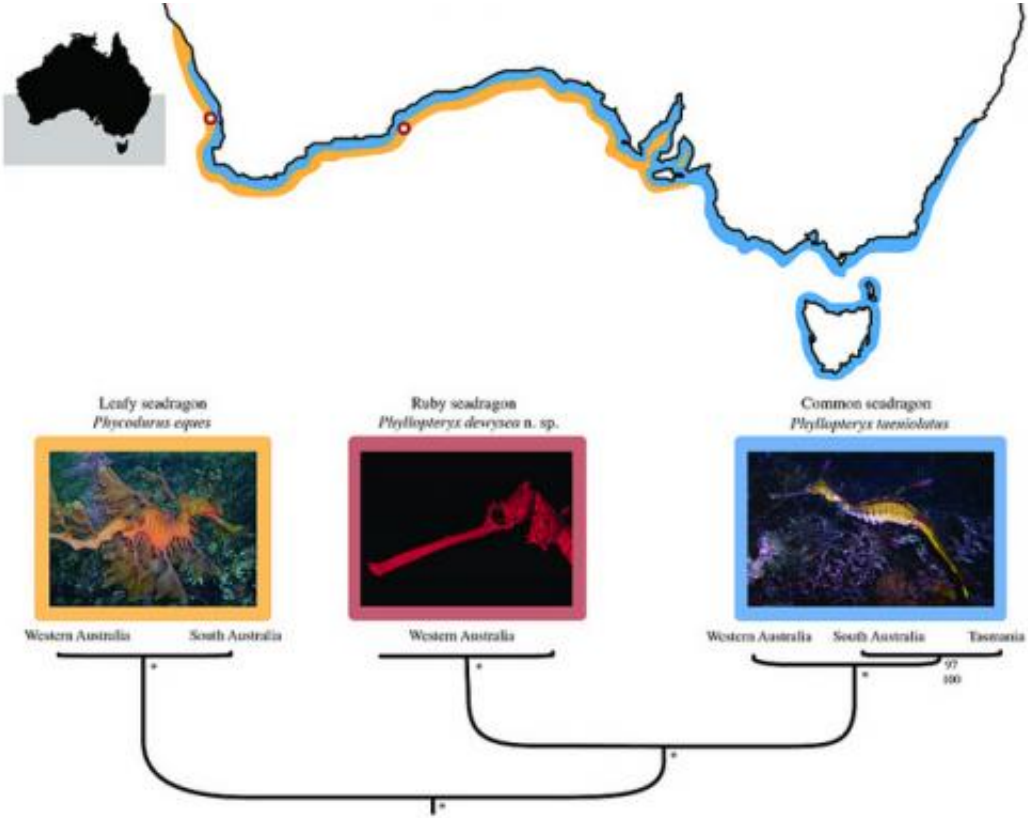 Leafy seadragon
Phycodurus eques
Ruby seadragon
Phyllopteryx dewysea n. sp.
Common seadragon
Phyllopteryx taeniolatus
Western Australia
South Australia
Western Australia
Western Australia
South Australia
Tasmania
*
*
*
97
100
*
*